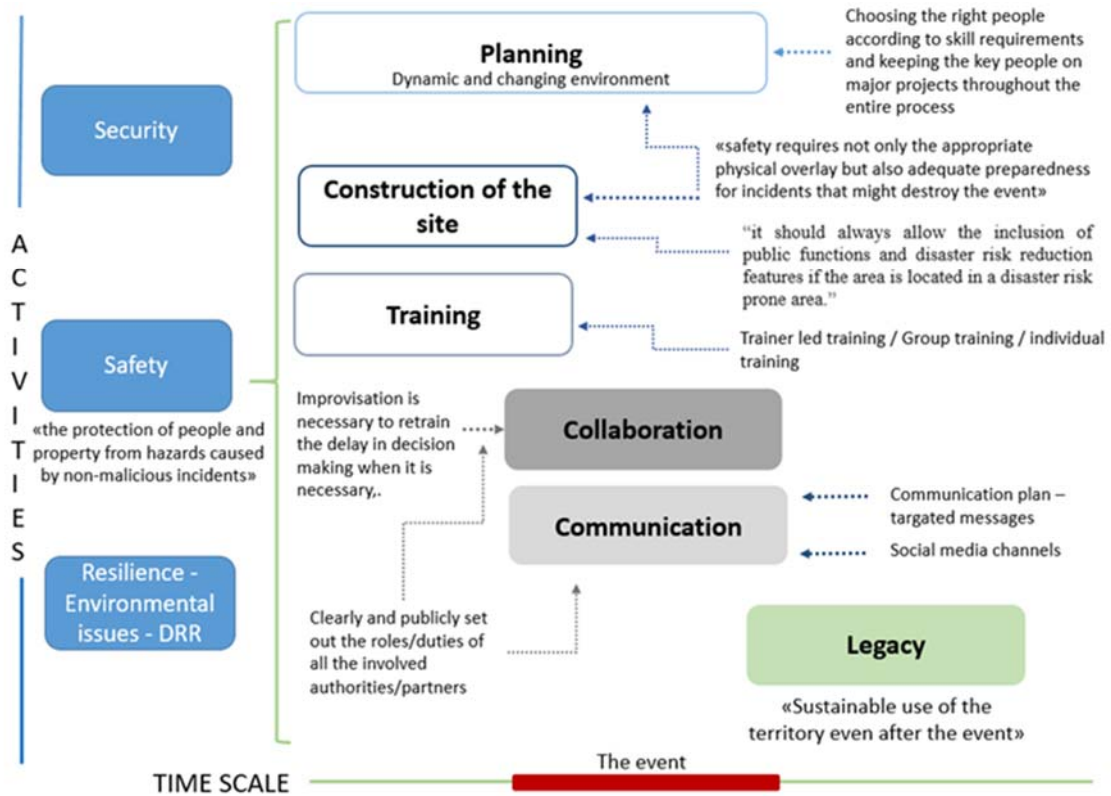 ACTIVITIES
Security
Safety
«the protection of people and
property from hazards caused
by non-malicious incidents»
Resilience -
Environmental
issues - DRR
Planning
Dynamic and changing environment
Choosing the right people
according to skill requirements
and keeping the key people on
major projects throughout the
entire process
«safety requires not only the appropriate
physical overlay but also adequate preparedness
for incidents that might destroy the event»
Construction of the
site
“it should always allow the inclusion of
public functions and disaster risk reduction
features if the area is located in a disaster risk
prone area.”
Training
Trainer led training / Group training / individual
training
Improvisation is
necessary to retrain
the delay in decision
making when it is
necessary,.
Collaboration
Communication
Communication plan –
targated messages
Social media channels
Clearly and publicly set
out the roles/duties of
all the involved
authorities/partners
Legacy
«Sustainable use of the
territory even after the event»
The event
TIME SCALE